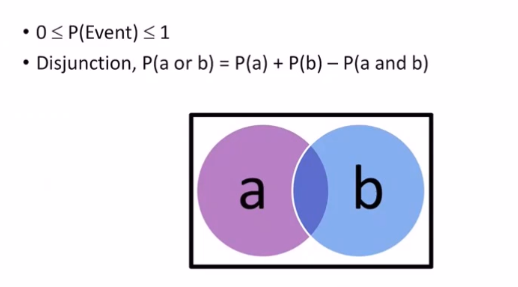 • 0 ≤ P(Event) ≤ 1
• Disjunction, P(a or b) = P(a) + P(b) – P(a and b)
a b